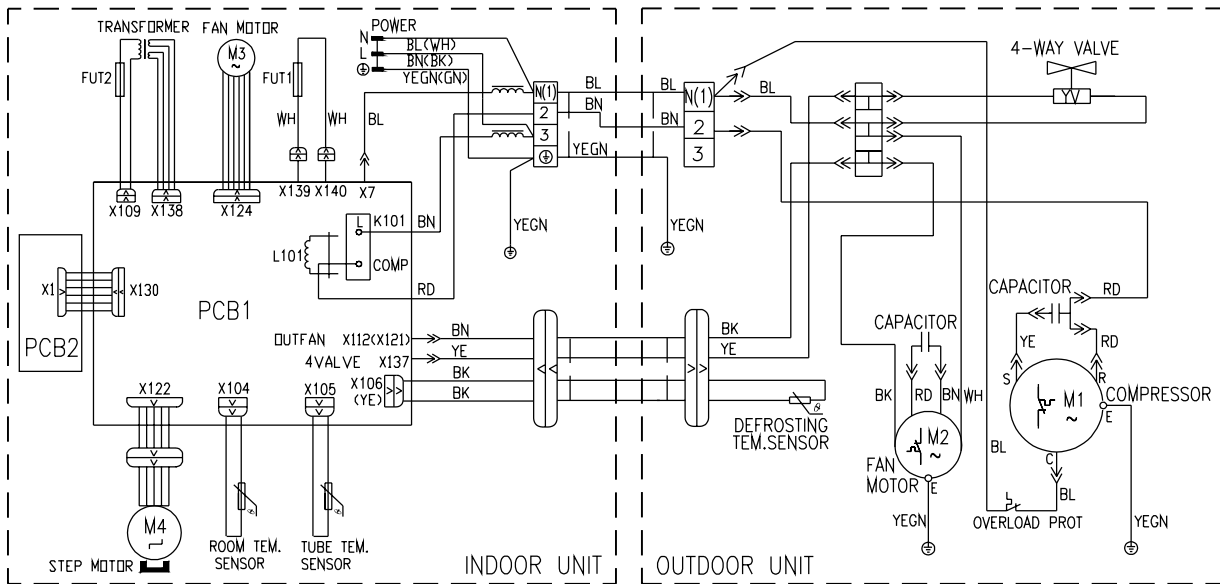 TRANSFORMER
FAN MOTOR
POWER
N
BL(WH)
L
BN(BK)
YEGN(GN)
M3
~
FUT2
FUT1
WH
WH
BL
N(1)
2
3
BL
BN
YEGN
BL
BN
N(1)
2
3
BL
4-WAY VALVE
X109
X138
X124
X139
X140
X7
L
K101
BN
L101
COMP
RD
YEGN
YEGN
X1
X130
PCB1
PCB2
OUTFAN
X112(X121)
BN
4VALVE
X137
YE
X106
(YE)
BK
BK
BK
YE
X122
X104
X105
DEFROSTING
TEM.SENSOR
θ
CAPACITOR
BK
RD
BN
WH
M2
~
FAN
MOTOR
E
YEGN
CAPACITOR
RD
YE
RD
S
R
M1
~
COMPRESSOR
E
C
BL
BL
OVERLOAD PROT
YEGN
M4
STEP MOTOR
ROOM TEM.
SENSOR
θ
TUBE TEM.
SENSOR
θ
INDOOR UNIT
OUTDOOR UNIT